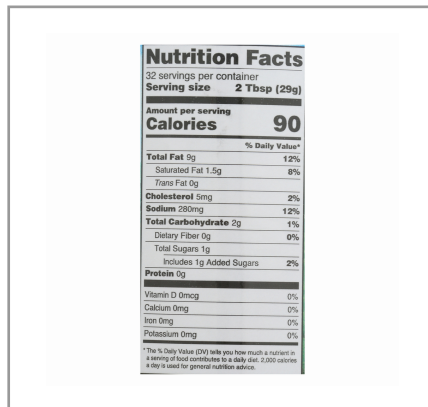 Nutrition Facts
32 servings per container
Serving size 2 Tbsp (29g)
Amount per serving
Calories 90
% Daily Value*
Total Fat 9g 12%
Saturated Fat 1.5g 8%
Trans Fat 0g
Cholesterol 5mg 2%
Sodium 280mg 12%
Total Carbohydrate 2g 1%
Dietary Fiber 0g 0%
Total Sugars 1g
Includes 1g Added Sugars 2%
Protein 0g
Vitamin D 0mcg 0%
Calcium 0mg 0%
Iron 0mg 0%
Potassium 0mg 0%
* The % Daily Value (DV) tells you how much a nutrient in
a serving of food contributes to a daily diet. 2,000 calories
a day is used for general nutrition advice.